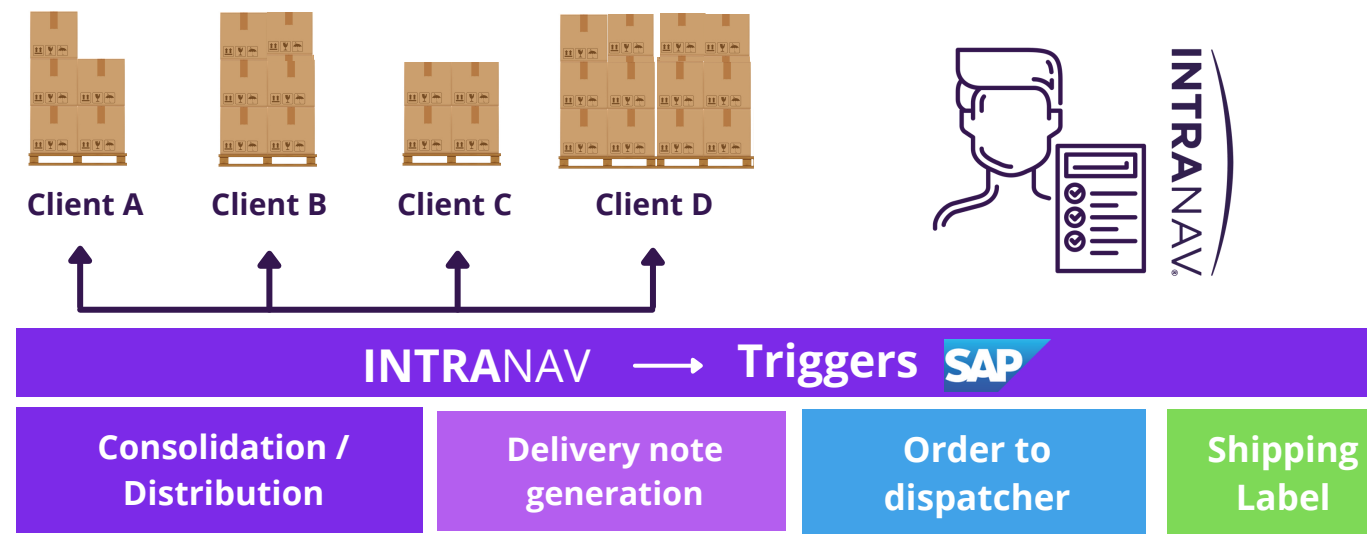 Client A
Client B
Client C
Client D
INTRANAV®
INTRANAV → Triggers SAP
Consolidation /
Distribution
Delivery note
generation
Order to
dispatcher
Shipping
Label